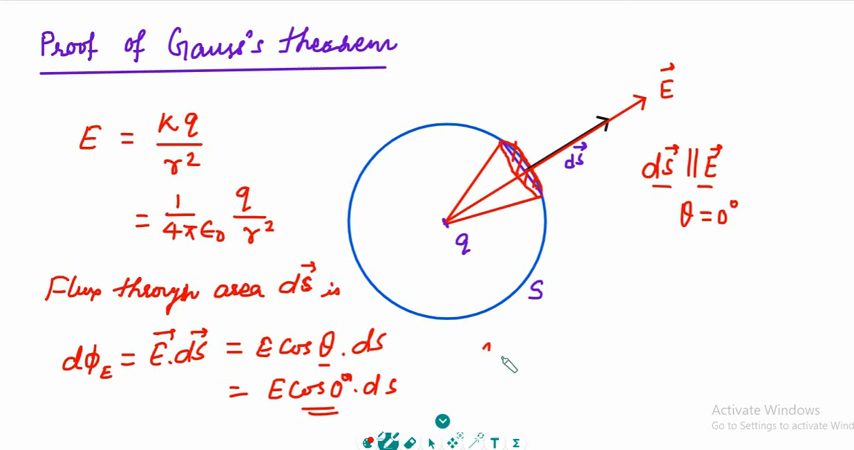 Proof of Gauss's theorem
E = Kq / r²
= 1 / 4πϵ₀ q / r²
Flux through area dS⃗ is
dϕ_E = E⃗.dS⃗ = E cos θ . ds
= E cos 0° . ds
E⃗
dS⃗
dS⃗ || E⃗
θ = 0°
q
S
Activate Windows
Go to Settings to activate Wind
T
Σ